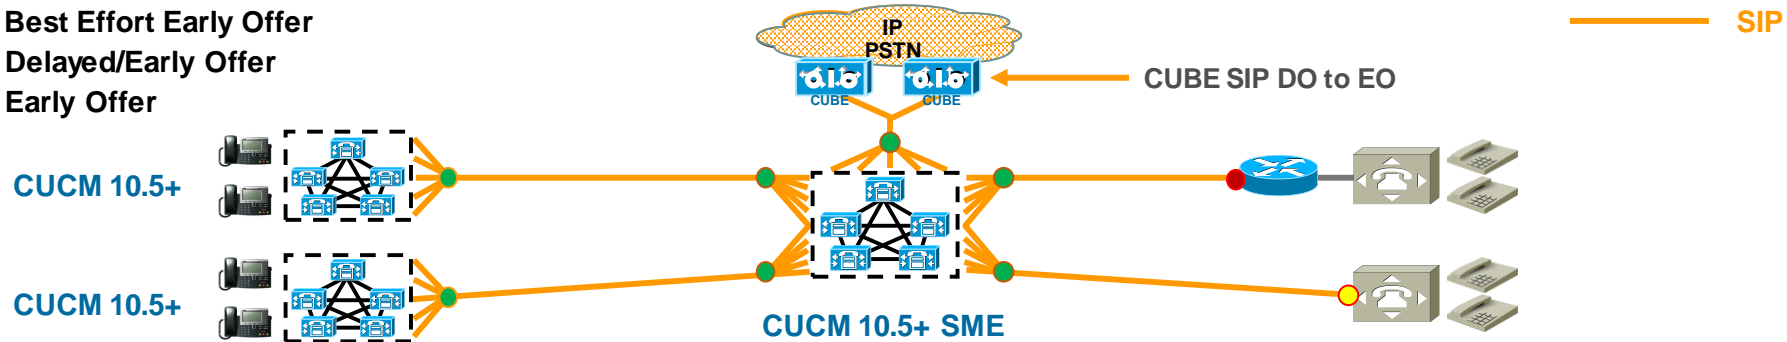 Best Effort Early Offer
Delayed/Early Offer
Early Offer
IP
PSTN
SIP
CUBE
CUBE
CUBE SIP DO to EO
CUCM 10.5+
CUCM 10.5+
CUCM 10.5+ SME